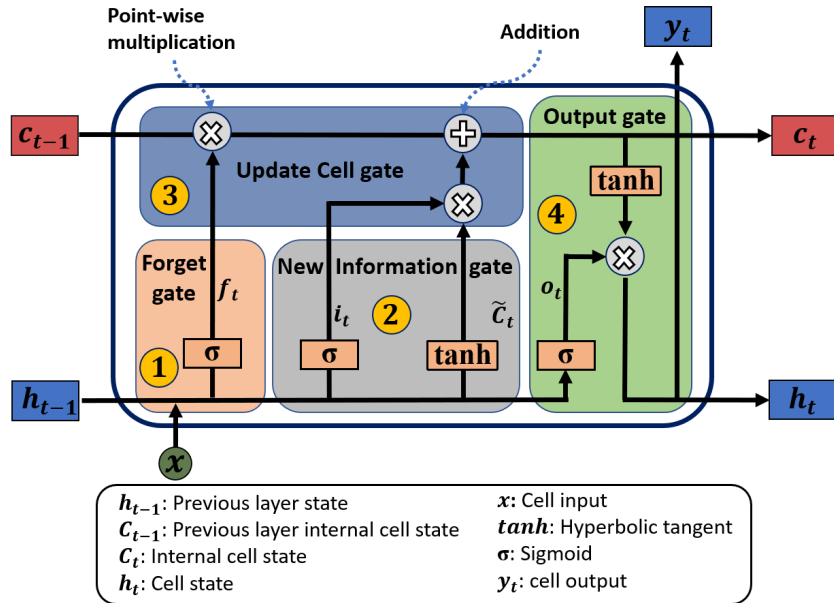 Point-wise
multiplication
Addition
y_t
c_{t-1}
Output gate
c_t
tanh
Update Cell gate
3
4
Forget
gate
f_t
New Information gate
i_t
2
C̃_t
o_t
1
σ
σ
tanh
σ
h_{t-1}
h_t
x
h_{t-1}: Previous layer state
C_{t-1}: Previous layer internal cell state
C_t: Internal cell state
h_t: Cell state
x: Cell input
tanh: Hyperbolic tangent
σ: Sigmoid
y_t: cell output